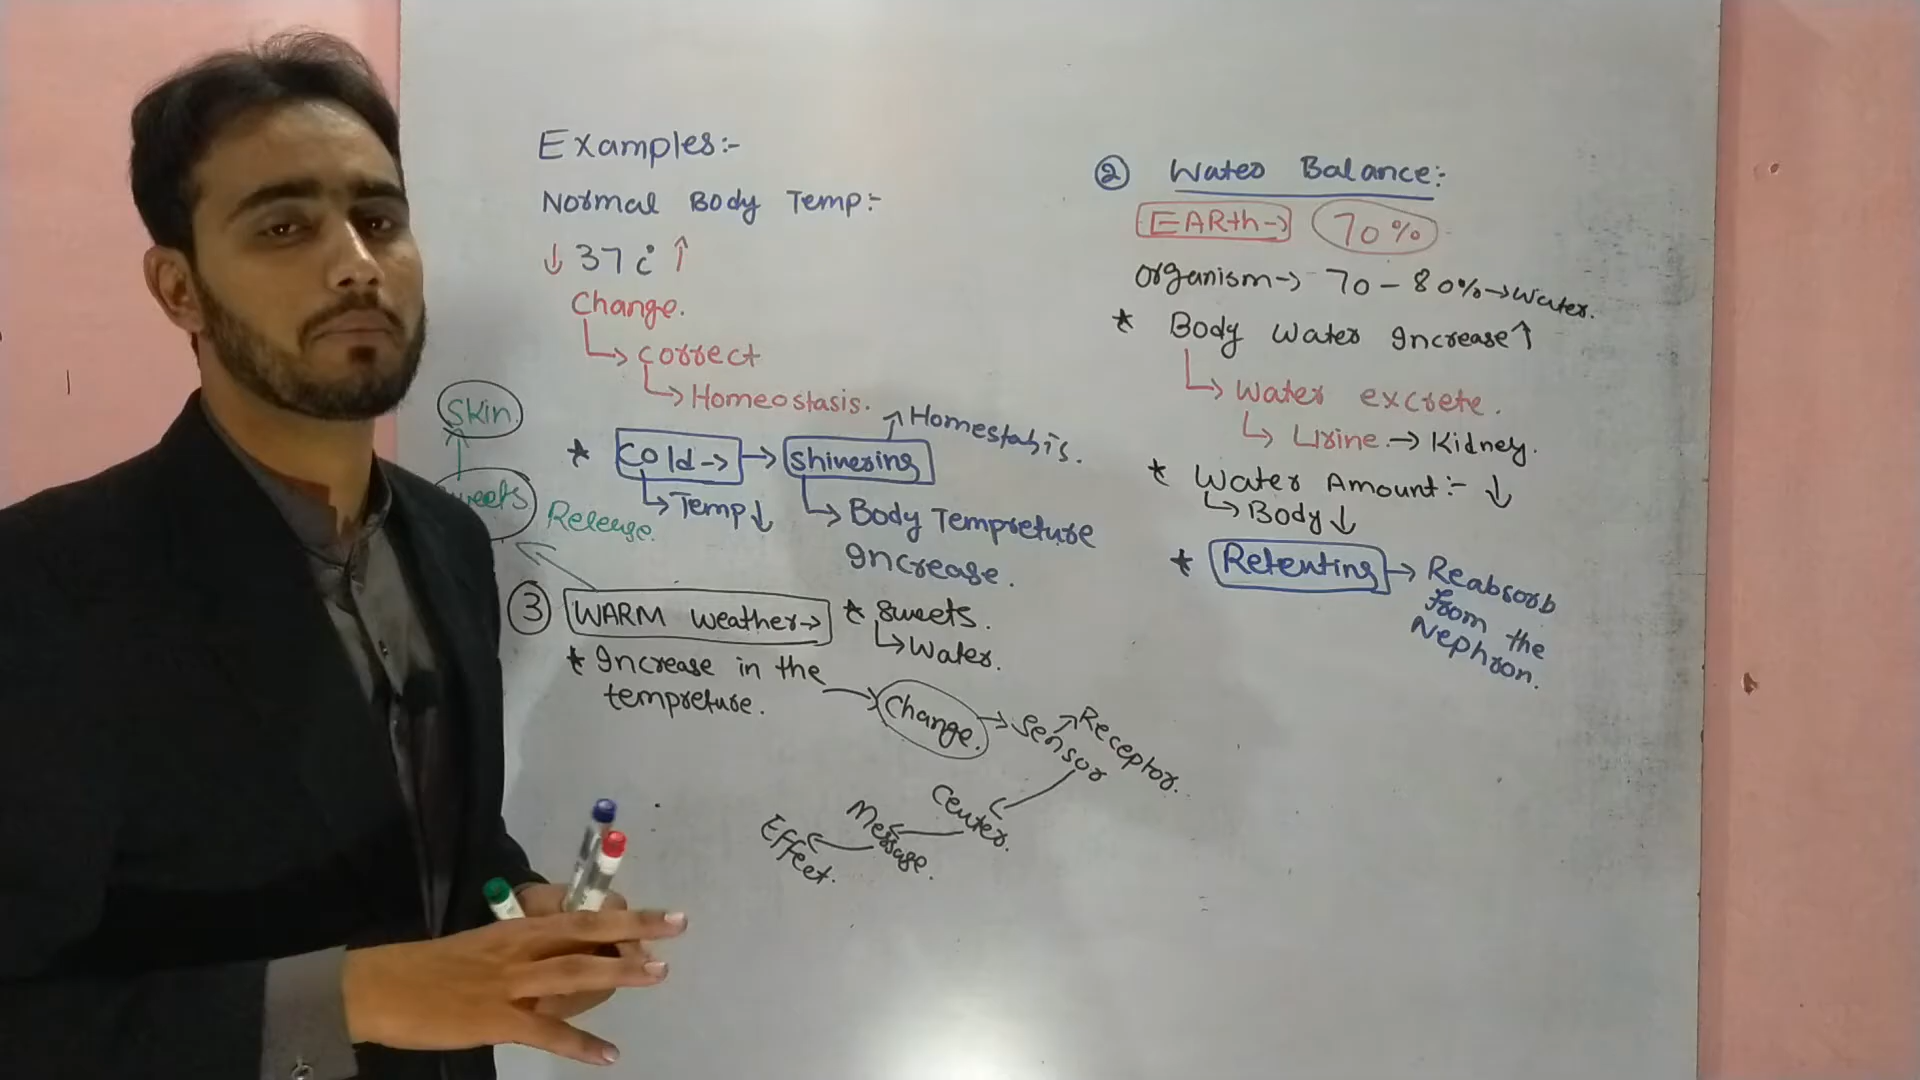 Examples:-
Normal Body Temp:-
↓ 37 c ↑
Change.
↳ correct
↳ Homeostasis.
* Cold → → Shivering ↗ Homestasis.
↳ Temp ↓ ↳ Body Tempreture
Increase.
Skin.
Sweets Release.
③ WARM weather → * Sweets.
↳ Water.
* Increase in the
tempreture. → Change. → Sensor ↗ Receptor.
Center.
Message.
Effect.
② Water Balance:-
EARth → 70%
organism → 70 - 80% → Water.
* Body Water Increase ↑
↳ Water excrete.
↳ Urine. → Kidney.
* Water Amount:- ↓
↳ Body ↓
* Retenting → Reabsorb
from the
Nephron.